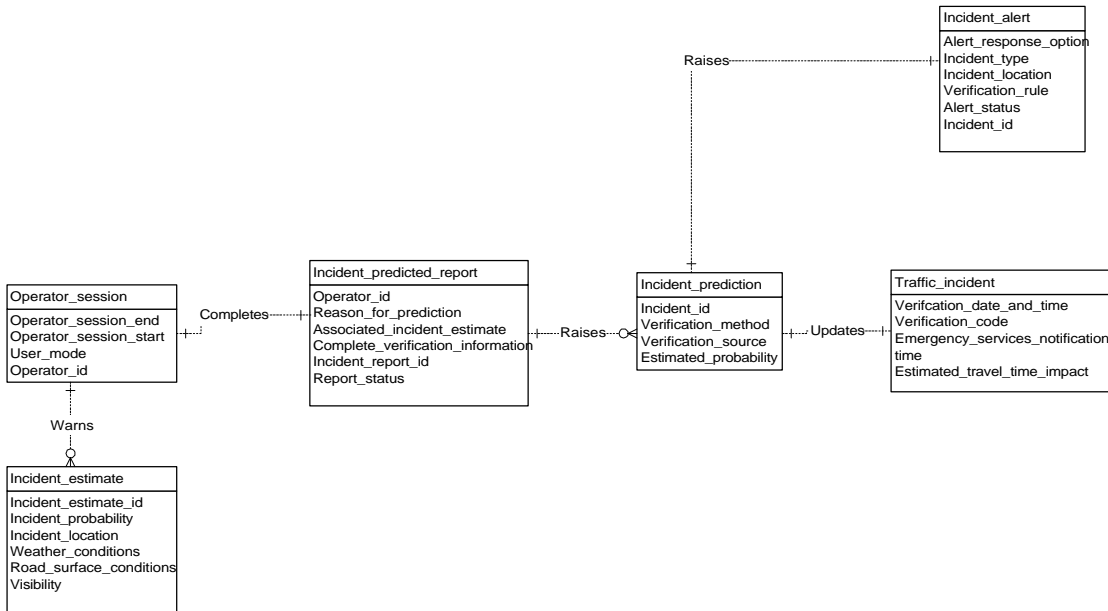 Incident_alert
Alert_response_option
Incident_type
Incident_location
Verification_rule
Alert_status
Incident_id
Raises
Incident_predicted_report
Operator_id
Reason_for_prediction
Associated_incident_estimate
Complete_verification_information
Incident_report_id
Report_status
Incident_prediction
Incident_id
Verification_method
Verification_source
Estimated_probability
Traffic_incident
Verifcation_date_and_time
Verification_code
Emergency_services_notification
time
Estimated_travel_time_impact
Operator_session
Operator_session_end
Operator_session_start
User_mode
Operator_id
Completes
Raises
Updates
Warns
Incident_estimate
Incident_estimate_id
Incident_probability
Incident_location
Weather_conditions
Road_surface_conditions
Visibility